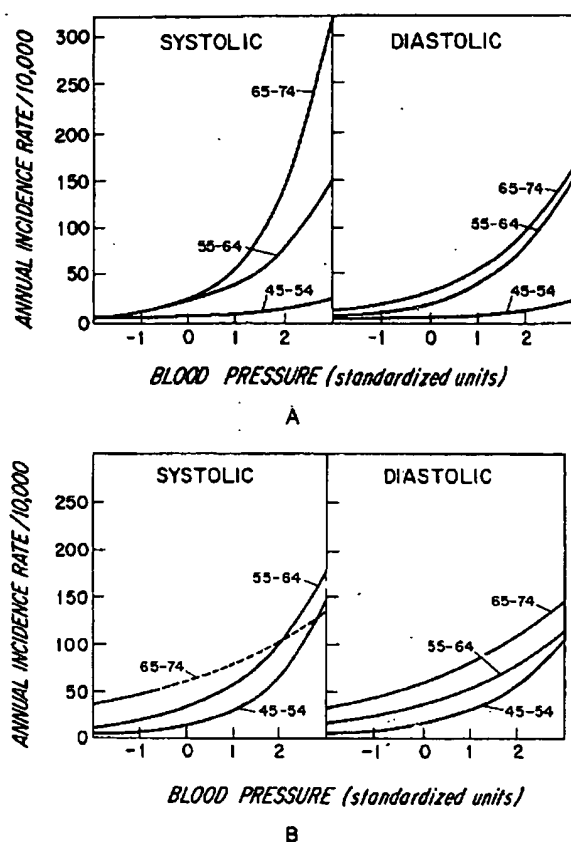 SYSTOLIC
DIASTOLIC
ANNUAL INCIDENCE RATE/10,000
300
250
200
150
100
50
0
65-74
55-64
45-54
65-74
55-64
45-54
-1 0 1 2
-1 0 1 2
BLOOD PRESSURE (standardized units)
A
SYSTOLIC
DIASTOLIC
ANNUAL INCIDENCE RATE/10,000
250
200
150
100
50
0
55-64
65-74
45-54
65-74
55-64
45-54
-1 0 1 2
-1 0 1 2
BLOOD PRESSURE (standardized units)
B